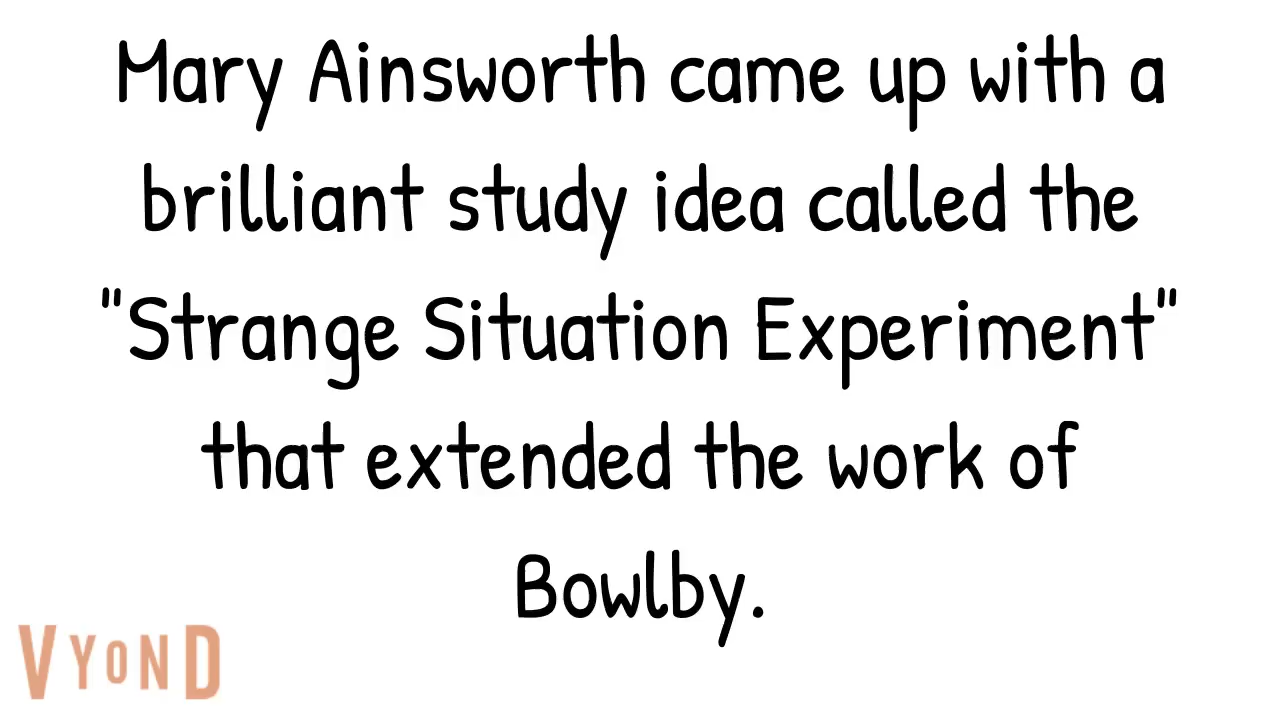 Mary Ainsworth came up with a
brilliant study idea called the
"Strange Situation Experiment"
that extended the work of
Bowlby.
VYOND